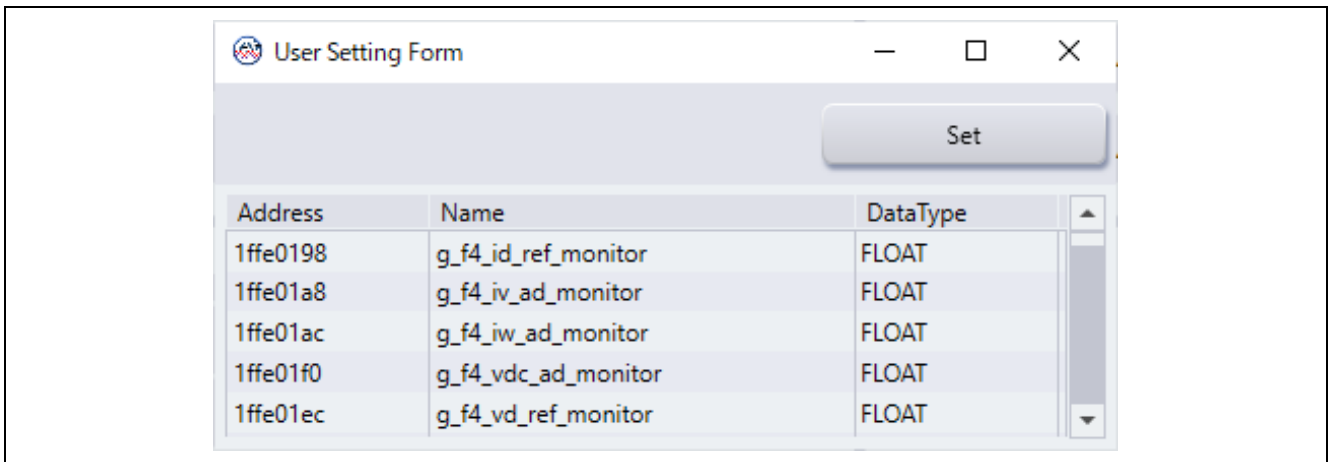 User Setting Form
Set
Address Name DataType
1ffe0198 g_f4_id_ref_monitor FLOAT
1ffe01a8 g_f4_iv_ad_monitor FLOAT
1ffe01ac g_f4_iw_ad_monitor FLOAT
1ffe01f0 g_f4_vdc_ad_monitor FLOAT
1ffe01ec g_f4_vd_ref_monitor FLOAT